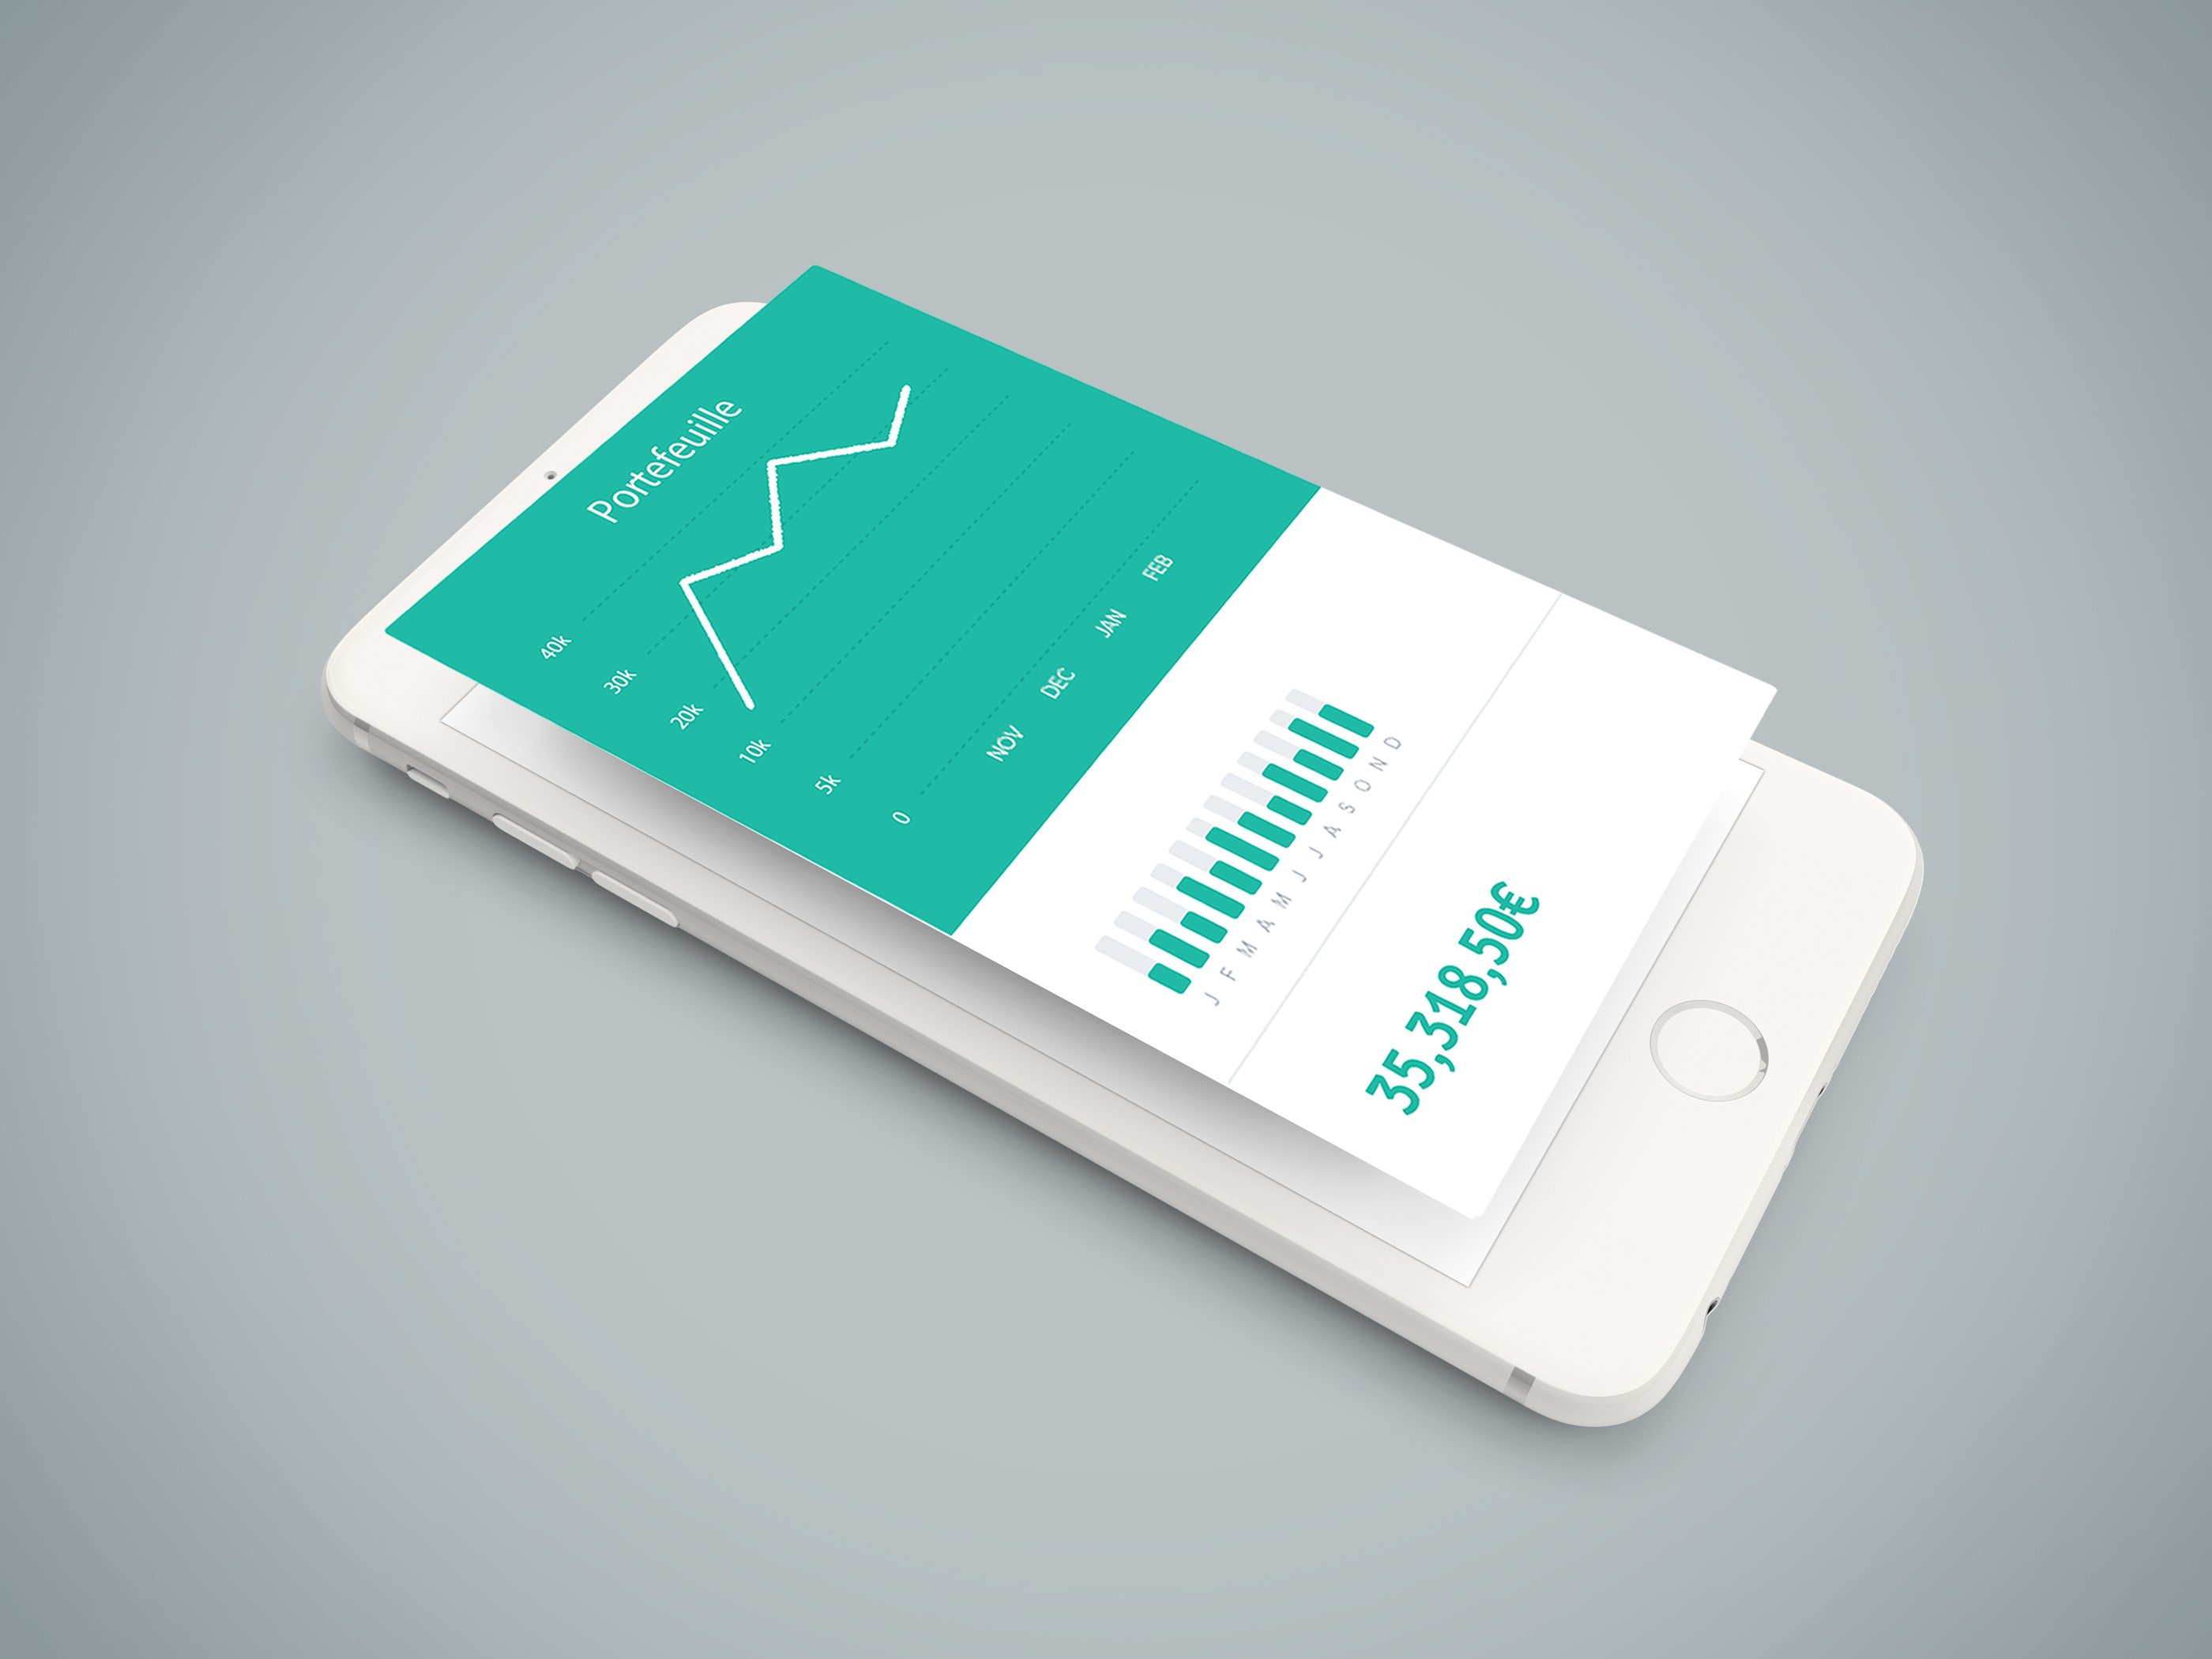 Portefeuille
40k
30k
20k
10k
5k
0
NOV DEC JAN FEB
J F M A M J J A S O N D
35,318,50€